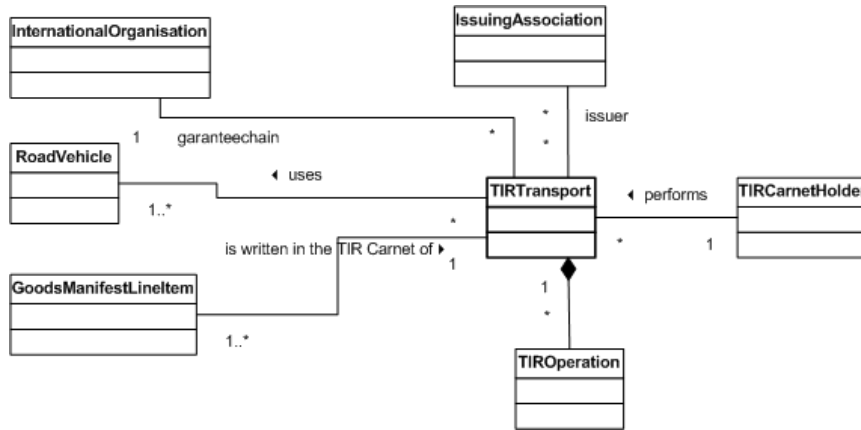 IssuingAssociation
InternationalOrganisation
*
issuer
1
garanteechain
*
*
RoadVehicle
◂ uses
TIRTransport
◂ performs
TIRCarnetHolder
1..*
*
is written in the TIR Carnet of ▸
1
*
1
GoodsManifestLineItem
1
*
1..*
TIROperation